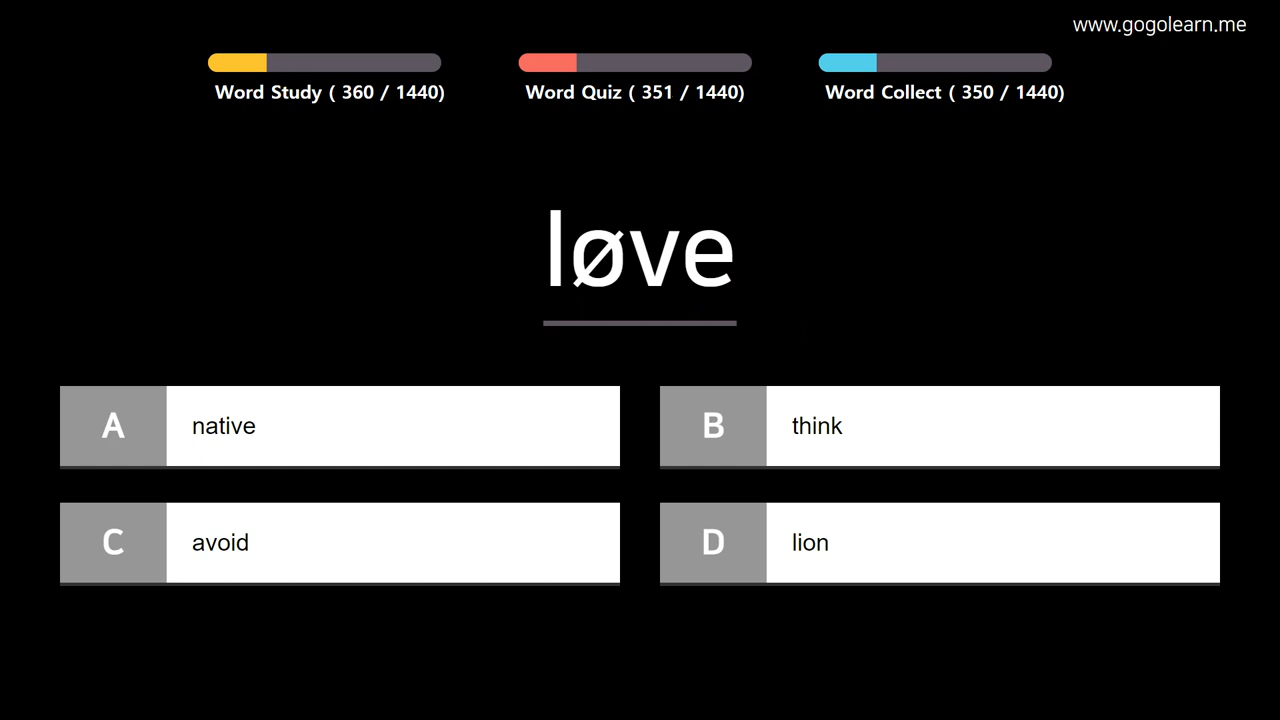 www.gogolearn.me
Word Study ( 360 / 1440)
Word Quiz ( 351 / 1440)
Word Collect ( 350 / 1440)
løve
A native
B think
C avoid
D lion